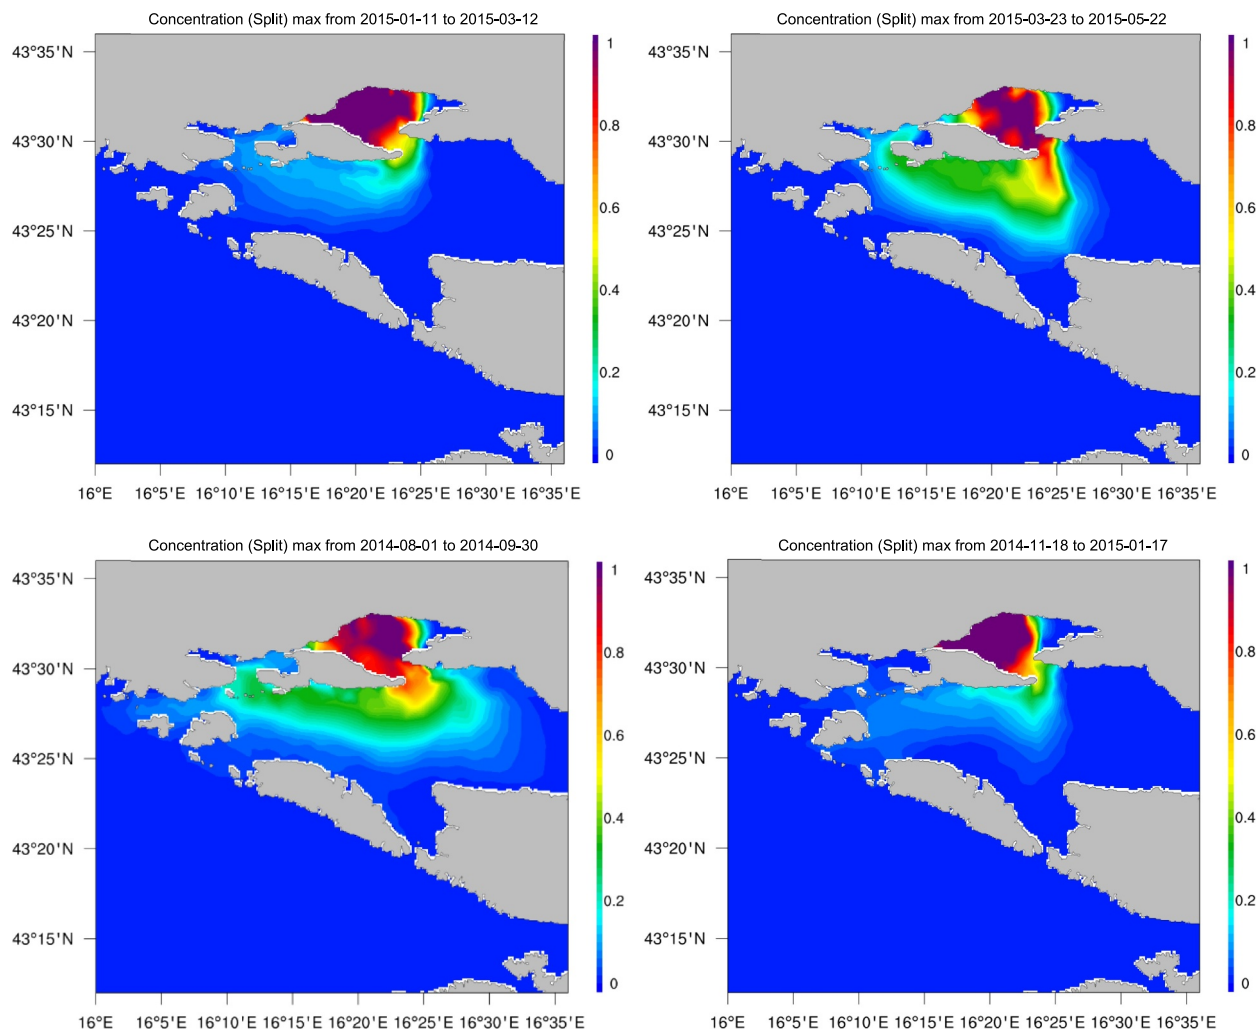 Concentration (Split) max from 2015-01-11 to 2015-03-12
43°35'N
43°30'N
43°25'N
43°20'N
43°15'N
16°E 16°5'E 16°10'E 16°15'E 16°20'E 16°25'E 16°30'E 16°35'E
1
0.8
0.6
0.4
0.2
0
Concentration (Split) max from 2015-03-23 to 2015-05-22
43°35'N
43°30'N
43°25'N
43°20'N
43°15'N
16°E 16°5'E 16°10'E 16°15'E 16°20'E 16°25'E 16°30'E 16°35'E
1
0.8
0.6
0.4
0.2
0
Concentration (Split) max from 2014-08-01 to 2014-09-30
43°35'N
43°30'N
43°25'N
43°20'N
43°15'N
16°E 16°5'E 16°10'E 16°15'E 16°20'E 16°25'E 16°30'E 16°35'E
1
0.8
0.6
0.4
0.2
0
Concentration (Split) max from 2014-11-18 to 2015-01-17
43°35'N
43°30'N
43°25'N
43°20'N
43°15'N
16°E 16°5'E 16°10'E 16°15'E 16°20'E 16°25'E 16°30'E 16°35'E
1
0.8
0.6
0.4
0.2
0